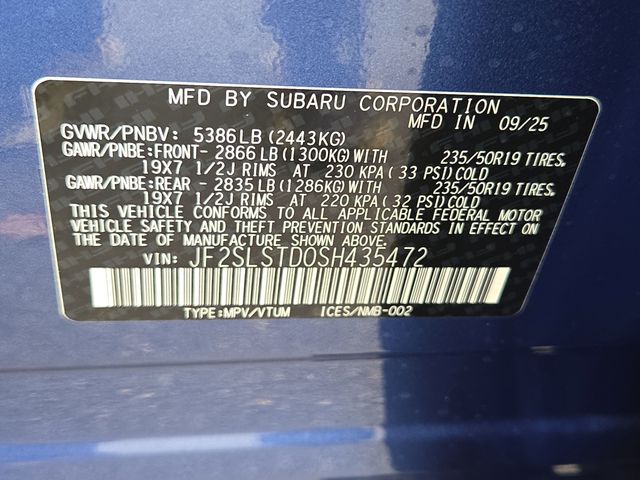 MFD BY SUBARU CORPORATION
GVWR/PNBV: 5386LB(2443KG) MFD IN 09/25
GAWR/PNBE:FRONT- 2866LB(1300KG)WITH 235/50R19 TIRES,
19X7 1/2J RIMS AT 230 KPA(33 PSI)COLD
GAWR/PNBE:REAR - 2835LB(1286KG)WITH 235/50R19 TIRES,
19X7 1/2J RIMS AT 220 KPA(32 PSI)COLD
THIS VEHICLE CONFORMS TO ALL APPLICABLE FEDERAL MOTOR
VEHICLE SAFETY AND THEFT PREVENTION STANDARDS IN EFFECT ON
THE DATE OF MANUFACTURE SHOWN ABOVE.
VIN: JF2SLSTD0SH435472
TYPE:MPV/VTUM ICES/NMB-002